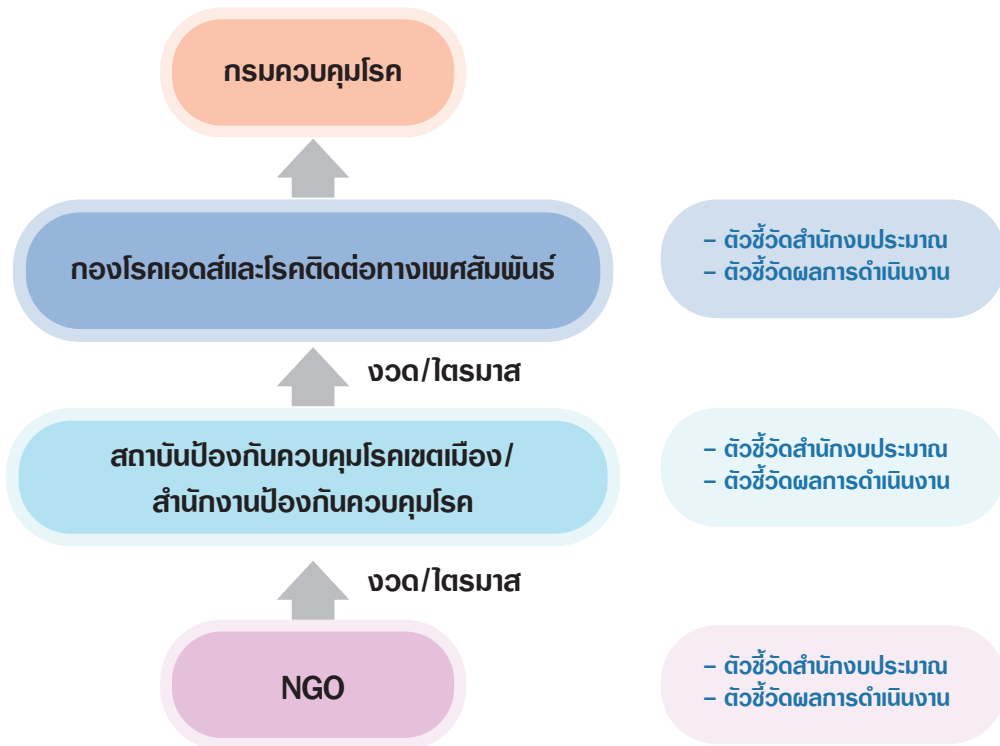 กรมควบคุมโรค
กองโรคเอดส์และโรคติดต่อทางเพศสัมพันธ์
– ตัวชี้วัดสำนักงบประมาณ
– ตัวชี้วัดผลการดำเนินงาน
งวด/ไตรมาส
สถาบันป้องกันควบคุมโรคเขตเมือง/
สำนักงานป้องกันควบคุมโรค
– ตัวชี้วัดสำนักงบประมาณ
– ตัวชี้วัดผลการดำเนินงาน
งวด/ไตรมาส
NGO
– ตัวชี้วัดสำนักงบประมาณ
– ตัวชี้วัดผลการดำเนินงาน